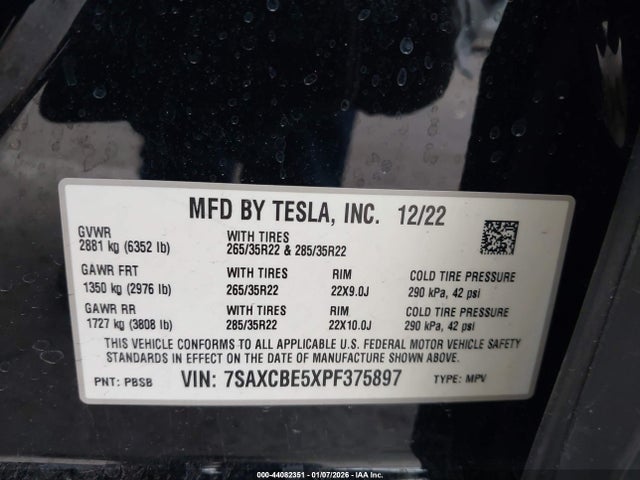 MFD BY TESLA, INC. 12/22
GVWR
2881 kg (6352 lb)
WITH TIRES
265/35R22 & 285/35R22
GAWR FRT
1350 kg (2976 lb)
WITH TIRES
265/35R22
RIM
22X9.0J
COLD TIRE PRESSURE
290 kPa, 42 psi
GAWR RR
1727 kg (3808 lb)
WITH TIRES
285/35R22
RIM
22X10.0J
COLD TIRE PRESSURE
290 kPa, 42 psi
THIS VEHICLE CONFORMS TO ALL APPLICABLE U.S. FEDERAL MOTOR VEHICLE SAFETY
STANDARDS IN EFFECT ON THE DATE OF MANUFACTURE SHOWN ABOVE.
PNT: PBSB VIN: 7SAXCBE5XPF375897 TYPE: MPV
000-44082351 - 01/07/2026 - IAA Inc.